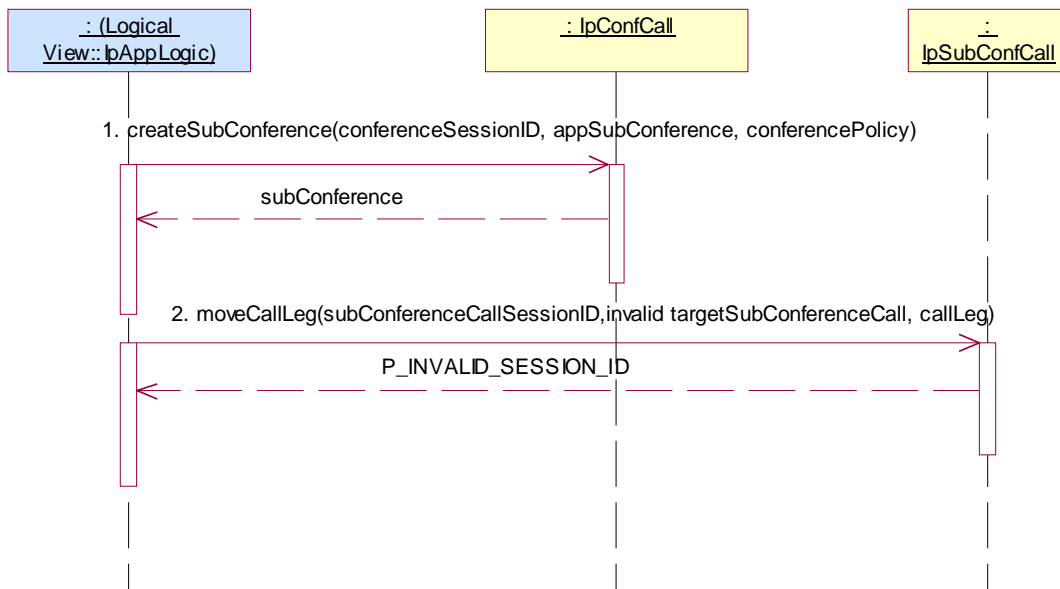 : (Logical
View::IpAppLogic)
: IpConfCall
:
IpSubConfCall
1. createSubConference(conferenceSessionID, appSubConference, conferencePolicy)
subConference
2. moveCallLeg(subConferenceCallSessionID,invalid targetSubConferenceCall, callLeg)
P_INVALID_SESSION_ID